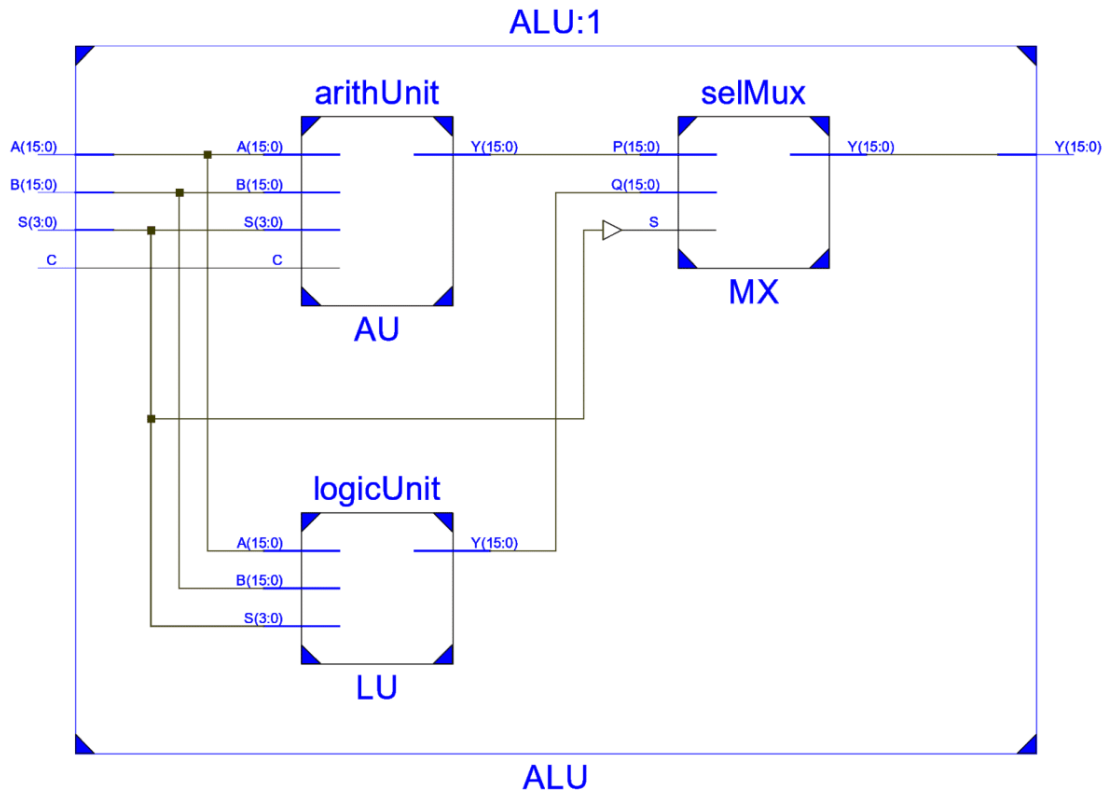 ALU:1
arithUnit
selMux
A(15:0)
A(15:0)
Y(15:0)
P(15:0)
Y(15:0)
Y(15:0)
B(15:0)
B(15:0)
Q(15:0)
S(3:0)
S(3:0)
S
C
C
MX
AU
logicUnit
A(15:0)
Y(15:0)
B(15:0)
S(3:0)
LU
ALU